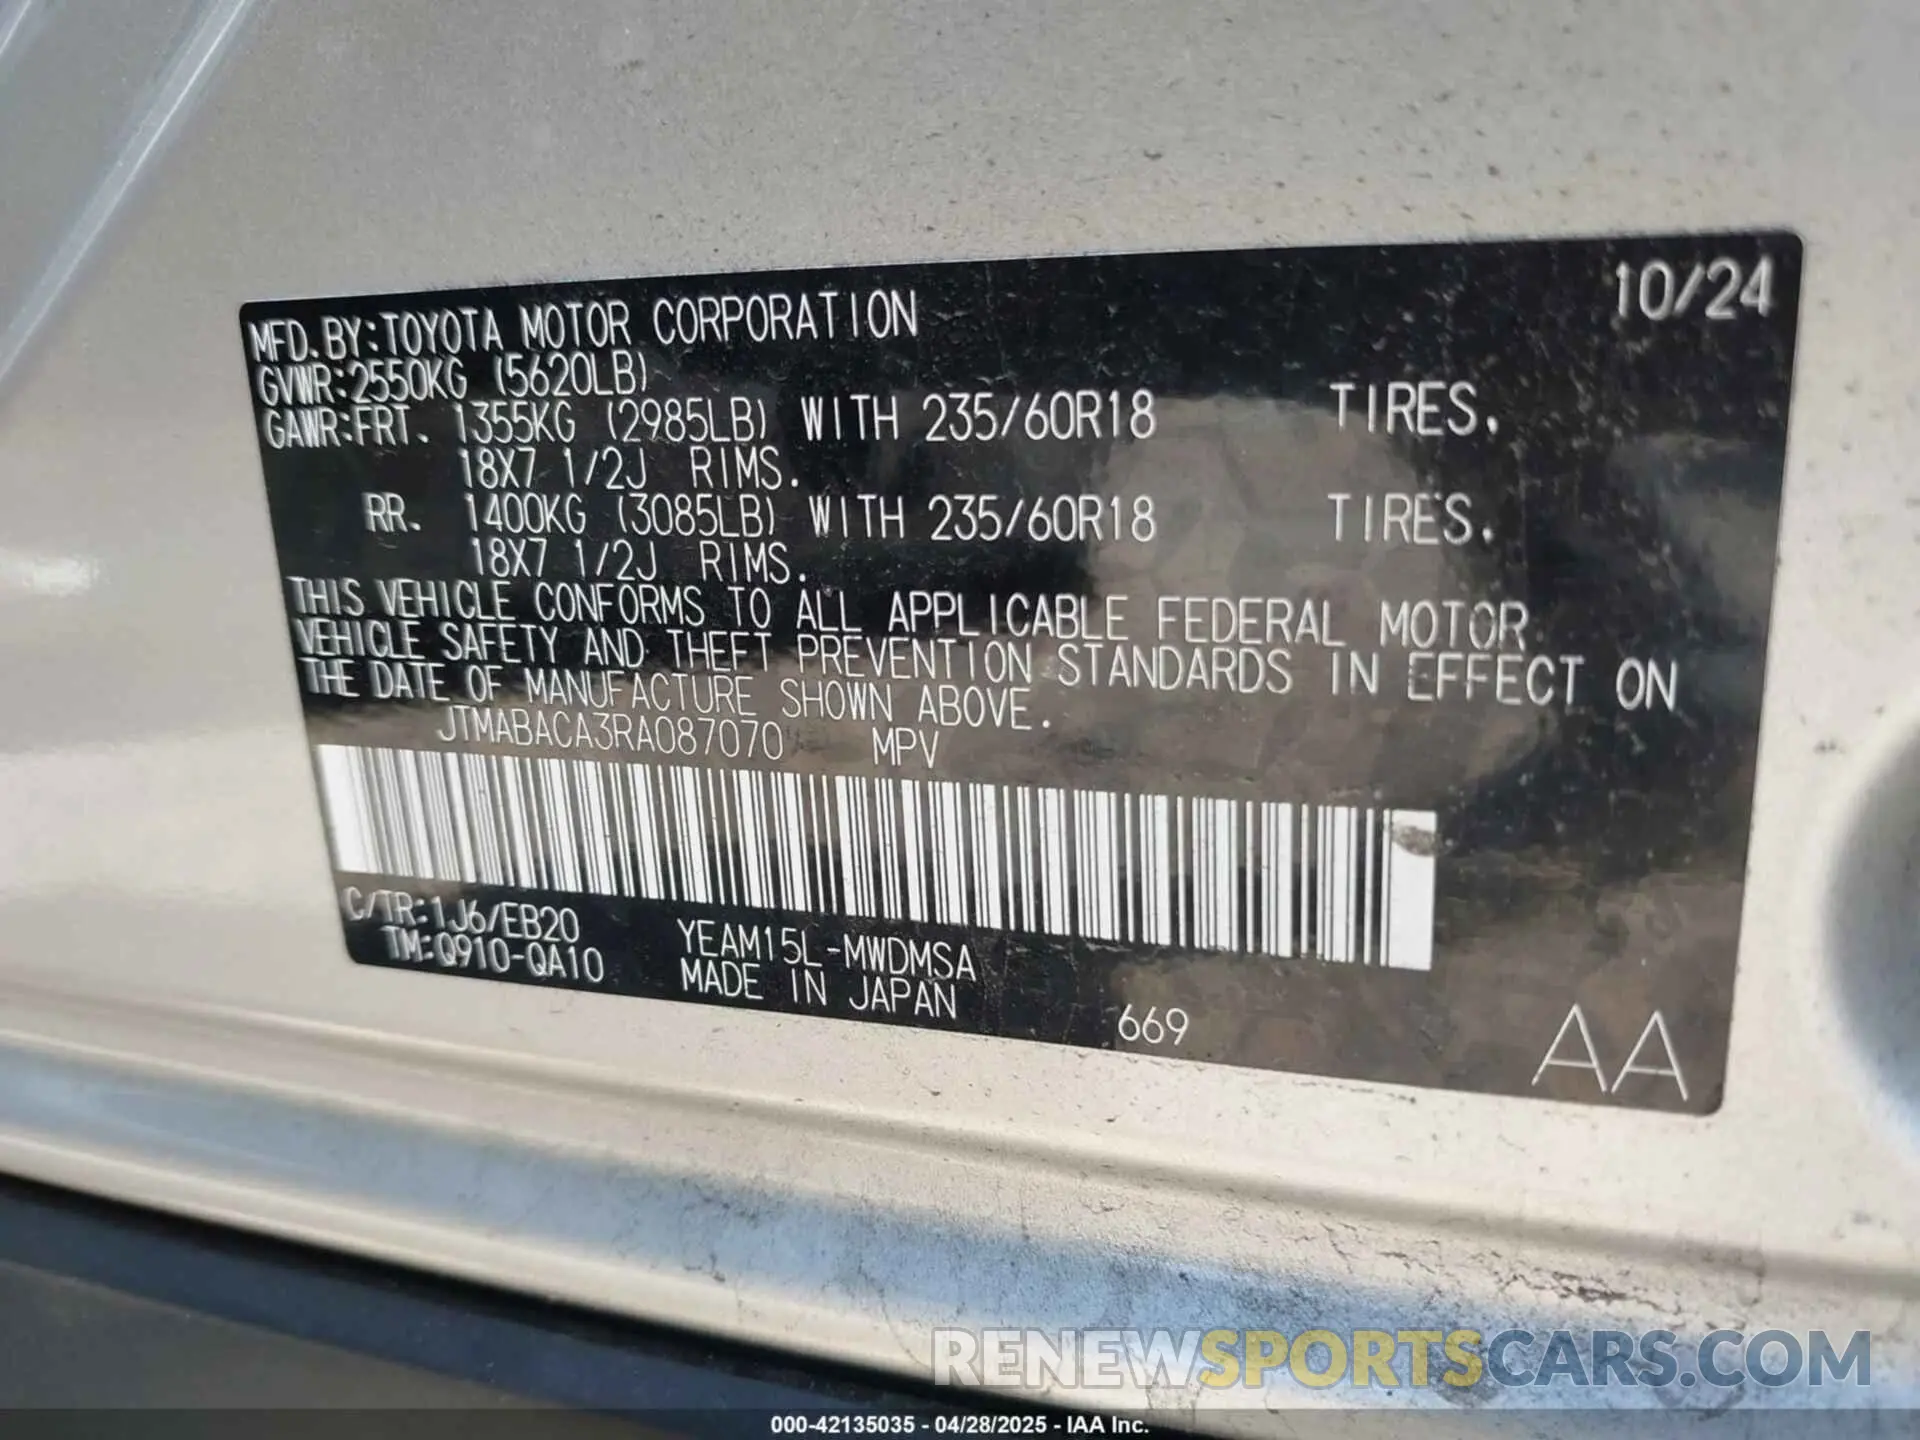 10/24
MFD. BY: TOYOTA MOTOR CORPORATION
GVWR: 2550KG (5620LB)
GAWR: FRT. 1355KG (2985LB) WITH 235/60R18 TIRES.
18X7 1/2J RIMS.
RR. 1400KG (3085LB) WITH 235/60R18 TIRES.
18X7 1/2J RIMS.
THIS VEHICLE CONFORMS TO ALL APPLICABLE FEDERAL MOTOR
VEHICLE SAFETY AND THEFT PREVENTION STANDARDS IN EFFECT ON
THE DATE OF MANUFACTURE SHOWN ABOVE.
JTMABACA3RA087070 MPV
C/TR: 1J6/EB20 YEAM15L-MWDMSA
TM: Q910-QA10 MADE IN JAPAN
669
AA
RENEWSPORTSCARS.COM
000-42135035 - 04/28/2025 - IAA Inc.